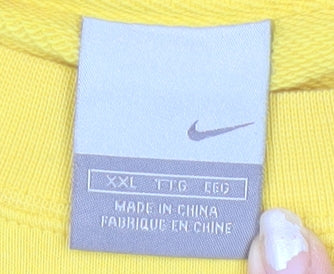 XXL TTG EEG
MADE IN CHINA
FABRIQUE EN CHINE